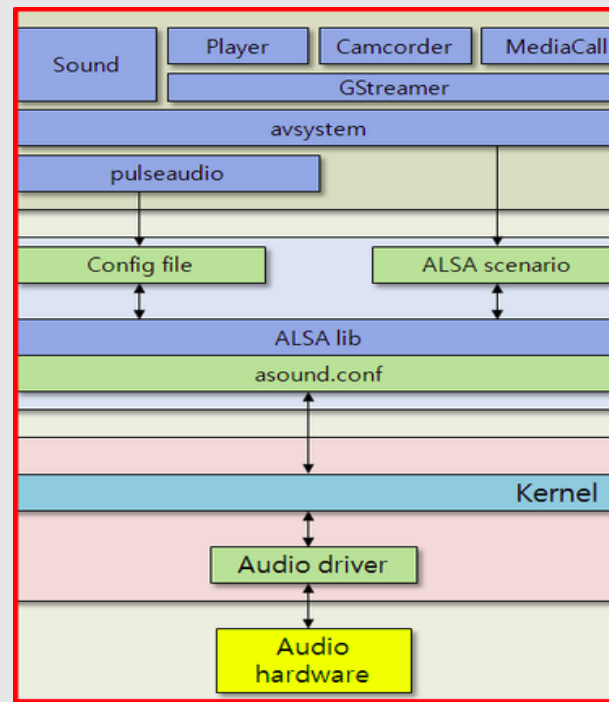 Sound
Player
Camcorder
MediaCall
GStreamer
avsystem
pulseaudio
Config file
ALSA scenario
ALSA lib
asound.conf
Kernel
Audio driver
Audio
hardware